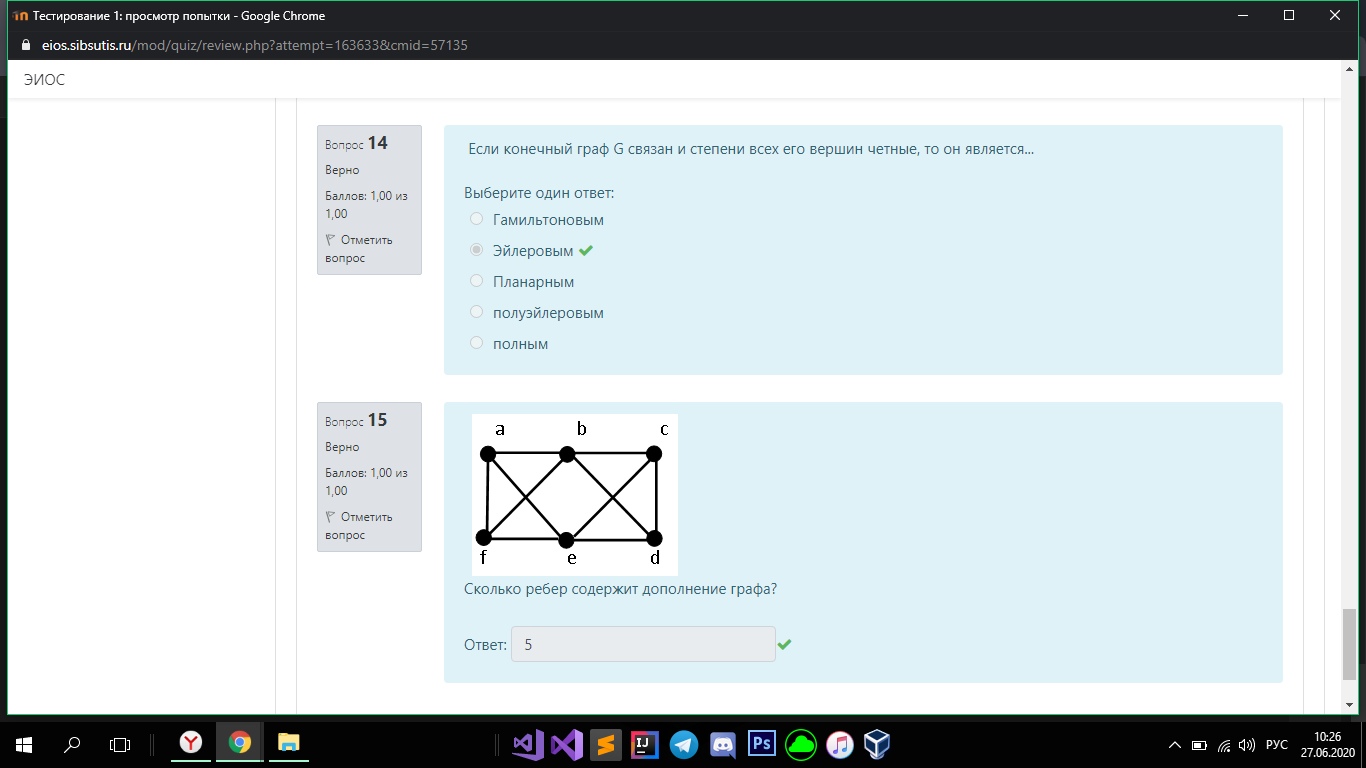 Тестирование 1: просмотр попытки - Google Chrome
eios.sibsutis.ru/mod/quiz/review.php?attempt=163633&cmid=57135
ЭИОС
Вопрос 14
Верно
Баллов: 1,00 из
1,00
Отметить
вопрос
Если конечный граф G связан и степени всех его вершин четные, то он является...
Выберите один ответ:
Гамильтоновым
Эйлеровым
Планарным
полуэйлеровым
полным
Вопрос 15
Верно
Баллов: 1,00 из
1,00
Отметить
вопрос
a b c
f e d
Сколько ребер содержит дополнение графа?
Ответ: 5
IJ
Ps
РУС
10:26
27.06.2020